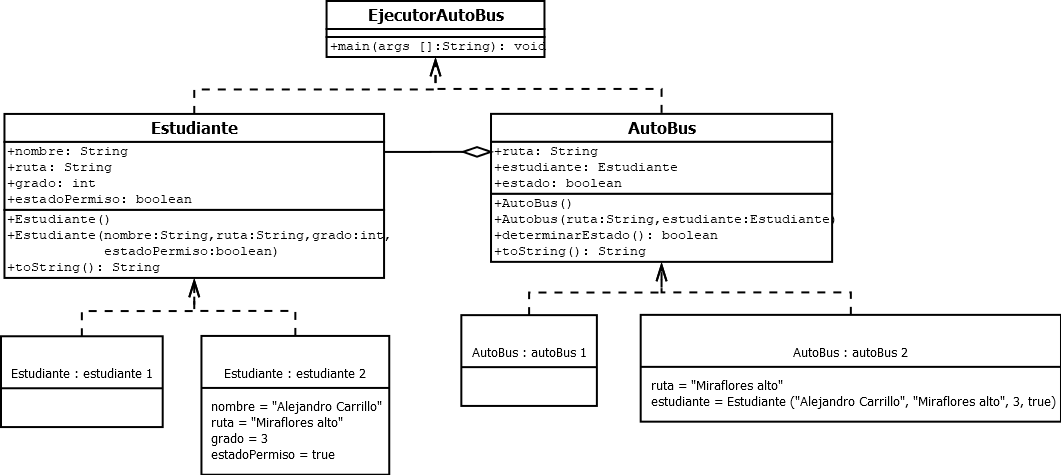 EjecutorAutoBus
+main(args []:String): void
Estudiante
+nombre: String
+ruta: String
+grado: int
+estadoPermiso: boolean
+Estudiante()
+Estudiante(nombre:String,ruta:String,grado:int,
estadoPermiso:boolean)
+toString(): String
AutoBus
+ruta: String
+estudiante: Estudiante
+estado: boolean
+AutoBus()
+Autobus(ruta:String,estudiante:Estudiante)
+determinarEstado(): boolean
+toString(): String
Estudiante : estudiante 1
Estudiante : estudiante 2
nombre = "Alejandro Carrillo"
ruta = "Miraflores alto"
grado = 3
estadoPermiso = true
AutoBus : autoBus 1
AutoBus : autoBus 2
ruta = "Miraflores alto"
estudiante = Estudiante ("Alejandro Carrillo", "Miraflores alto", 3, true)